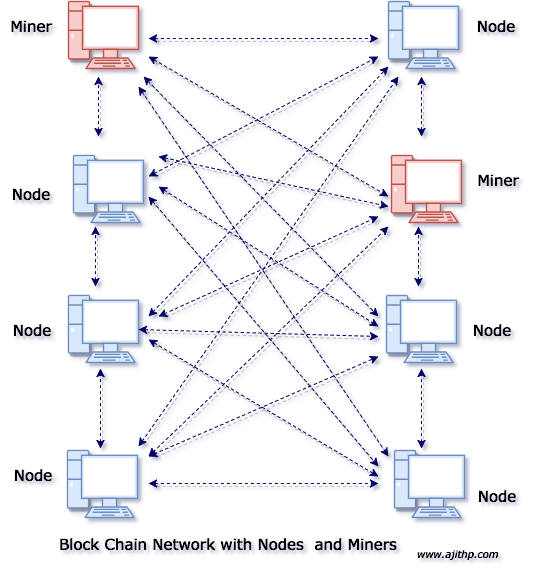 Miner
Node
Node
Miner
Node
Node
Node
Node
Block Chain Network with Nodes and Miners
www.ajithp.com